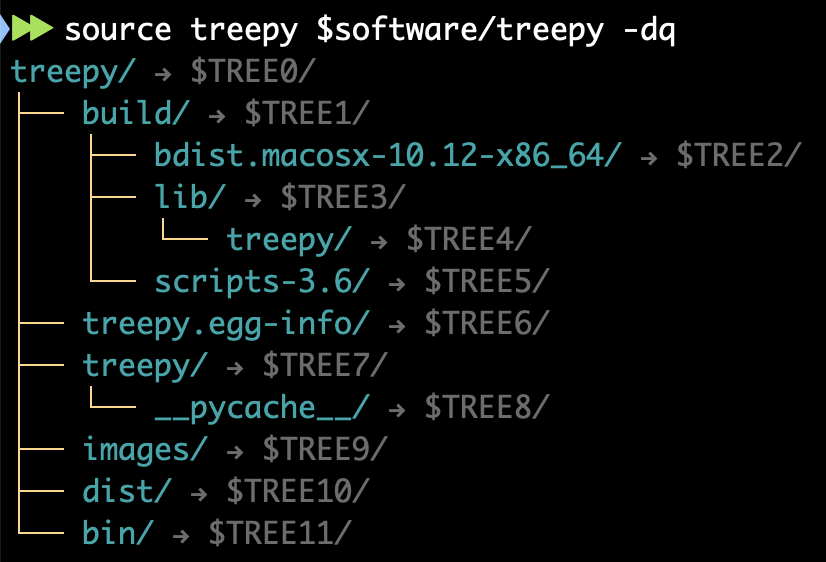 source treepy $software/treepy -dq
treepy/ → $TREE0/
build/ → $TREE1/
bdist.macosx-10.12-x86_64/ → $TREE2/
lib/ → $TREE3/
treepy/ → $TREE4/
scripts-3.6/ → $TREE5/
treepy.egg-info/ → $TREE6/
treepy/ → $TREE7/
__pycache__/ → $TREE8/
images/ → $TREE9/
dist/ → $TREE10/
bin/ → $TREE11/